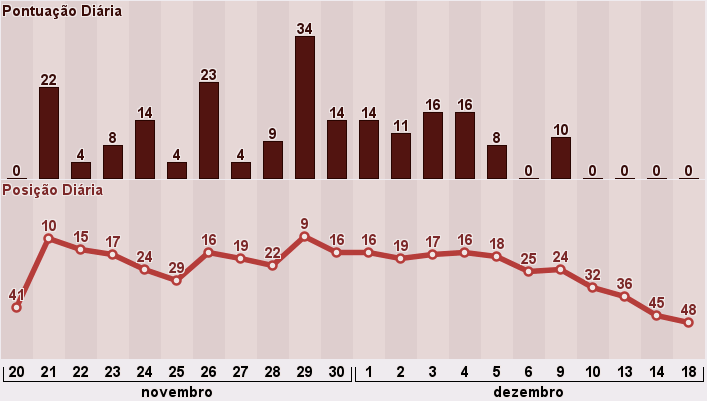 Pontuação Diária
0 22 4 8 14 4 23 4 9 34 14 14 11 16 16 8 0 10 0 0 0 0
Posição Diária
41 10 15 17 24 29 16 19 22 9 16 16 19 17 16 18 25 24 32 36 45 48
20 21 22 23 24 25 26 27 28 29 30 1 2 3 4 5 6 9 10 13 14 18
novembro dezembro